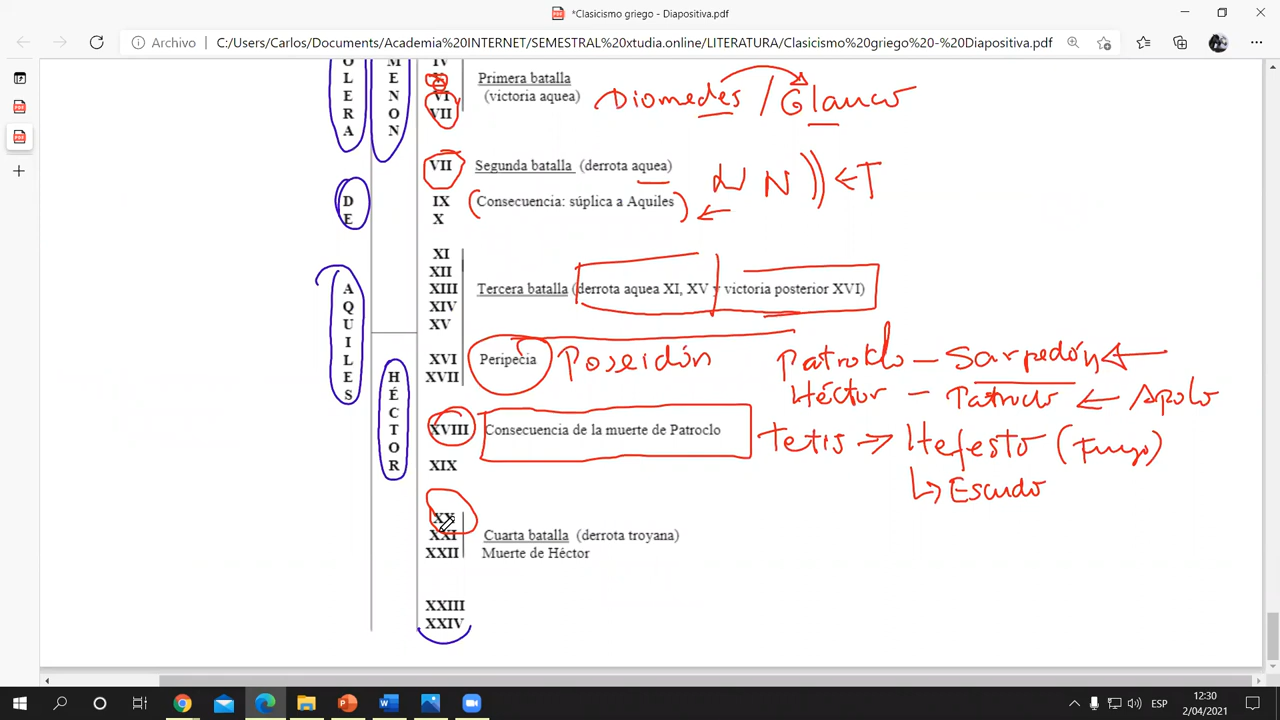 *Clasicismo griego - Diapositiva.pdf
Archivo C:/Users/Carlos/Documents/Academia%20INTERNET/SEMESTRAL%20xtudia.online/LITERATURA/Clasicismo%20griego%20-%20Diapositiva.pdf
O M IV
L E V
E N VI Primera batalla
R O VII (victoria aquea) Diomedes / Glauco
A N
VII Segunda batalla (derrota aquea) N )) ← T
D IX (Consecuencia: súplica a Aquiles) ←
E X
XI
XII
A XIII Tercera batalla (derrota aquea XI, XV y victoria posterior XVI)
Q XIV
U XV
I XVI Peripecia Poseidón Patroklo – Sarpedón ←
L XVII Héctor – Patroclo ← Apolo
E H
S É
C XVIII Consecuencia de la muerte de Patroclo Tetis ⇒ Hefesto (Fuego)
T
O ↳ Escudo
R XIX
XX
XXI Cuarta batalla (derrota troyana)
XXII Muerte de Héctor
XXIII
XXIV
ESP
12:30
2/04/2021